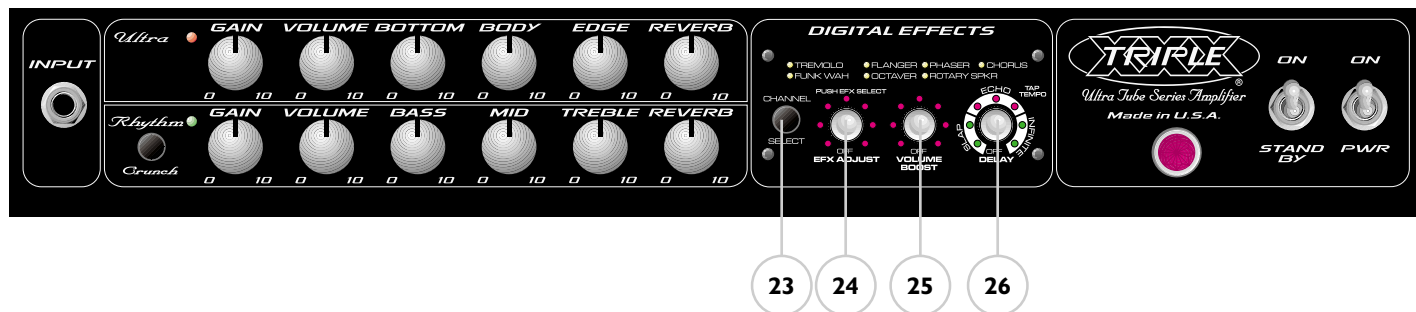 INPUT
Ultra
GAIN VOLUME BOTTOM BODY EDGE REVERB
0 10 0 10 0 10 0 10 0 10 0 10
Rhythm
Crunch
GAIN VOLUME BASS MID TREBLE REVERB
0 10 0 10 0 10 0 10 0 10 0 10
DIGITAL EFFECTS
TREMOLO FLANGER PHASER CHORUS
FUNK WAH OCTAVER ROTARY SPKR
CHANNEL
SELECT
PUSH EFX SELECT
OFF
EFX ADJUST
OFF
VOLUME
BOOST
TAP
TEMPO
SLAP ECHO INFINITE
OFF
DELAY
TRIPLE
XXX
®
Ultra Tube Series Amplifier
Made in U.S.A.
ON ON
STAND
BY
PWR
23 24 25 26